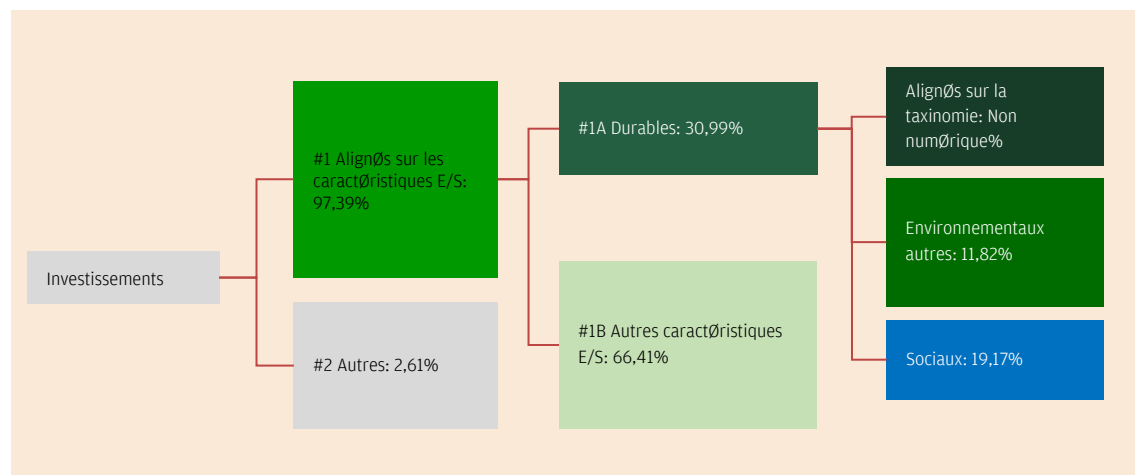 Investissements
#1 AlignØs sur les
caractØristiques E/S:
97,39%
#2 Autres: 2,61%
#1A Durables: 30,99%
#1B Autres caractØristiques
E/S: 66,41%
AlignØs sur la
taxinomie: Non
numØrique%
Environnementaux
autres: 11,82%
Sociaux: 19,17%